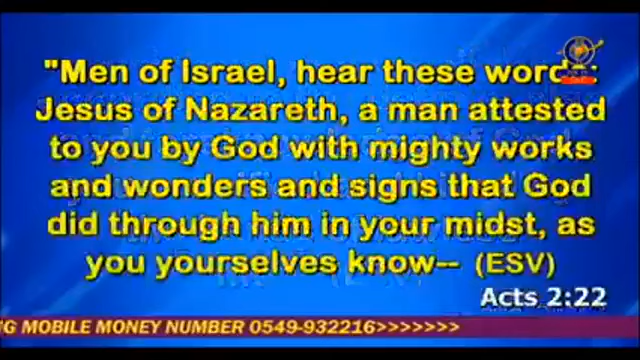 "Men of Israel, hear these words:
Jesus of Nazareth, a man attested
to you by God with mighty works
and wonders and signs that God
did through him in your midst, as
you yourselves know-- (ESV)
Acts 2:22
G MOBILE MONEY NUMBER 0549-932216>>>>>>>